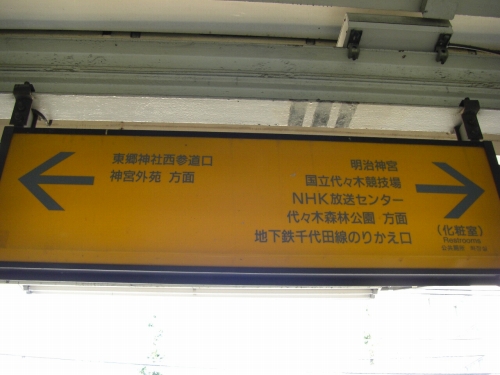 東郷神社西参道口
神宮外苑 方面
明治神宮
国立代々木競技場
NHK放送センター
代々木森林公園 方面
地下鉄千代田線のりかえ口
(化粧室)
Restrooms